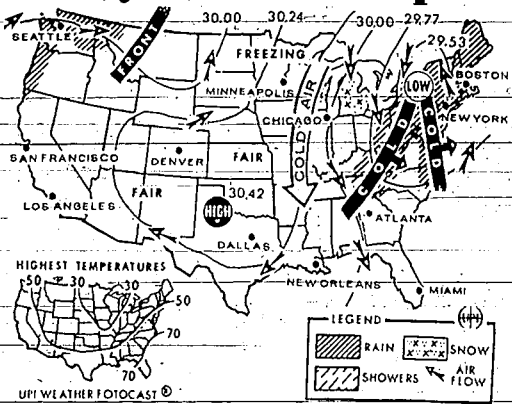 30.00 30.24 30.00 29.77
29.53
SEATTLE
FRONT
FREEZING
MINNEAPOLIS
AIR
LOW
BOSTON
NEW YORK
CHICAGO
COLD
COLD
COLD
SAN FRANCISCO
DENVER
FAIR
FAIR
30.42
HIGH
LOS ANGELES
ATLANTA
DALLAS
HIGHEST TEMPERATURES
NEW ORLEANS
MIAMI
50 30 30
50
70
70
LEGEND
UPI
RAIN
SNOW
SHOWERS
AIR
FLOW
UPI WEATHER FOTOCAST ®